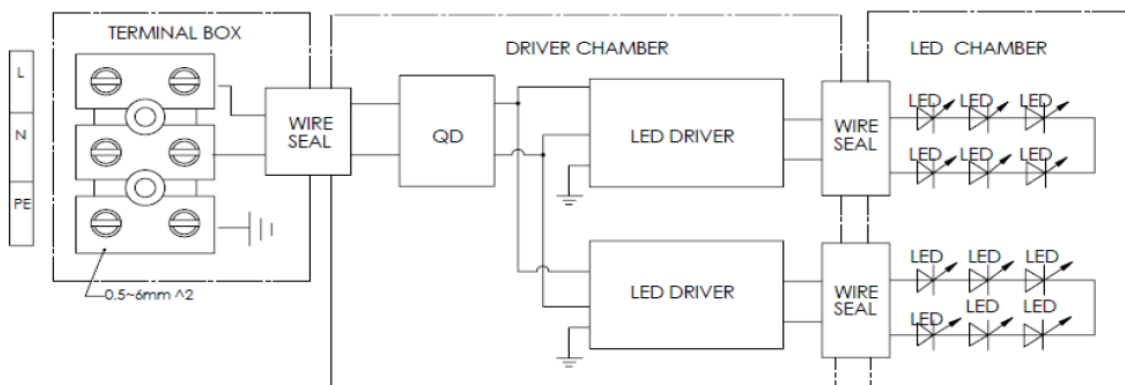 TERMINAL BOX
DRIVER CHAMBER
LED CHAMBER
L
N
PE
WIRE
SEAL
QD
LED DRIVER
WIRE
SEAL
LED LED LED
LED LED LED
LED DRIVER
WIRE
SEAL
LED LED LED
LED LED LED
0.5~6mm ^2